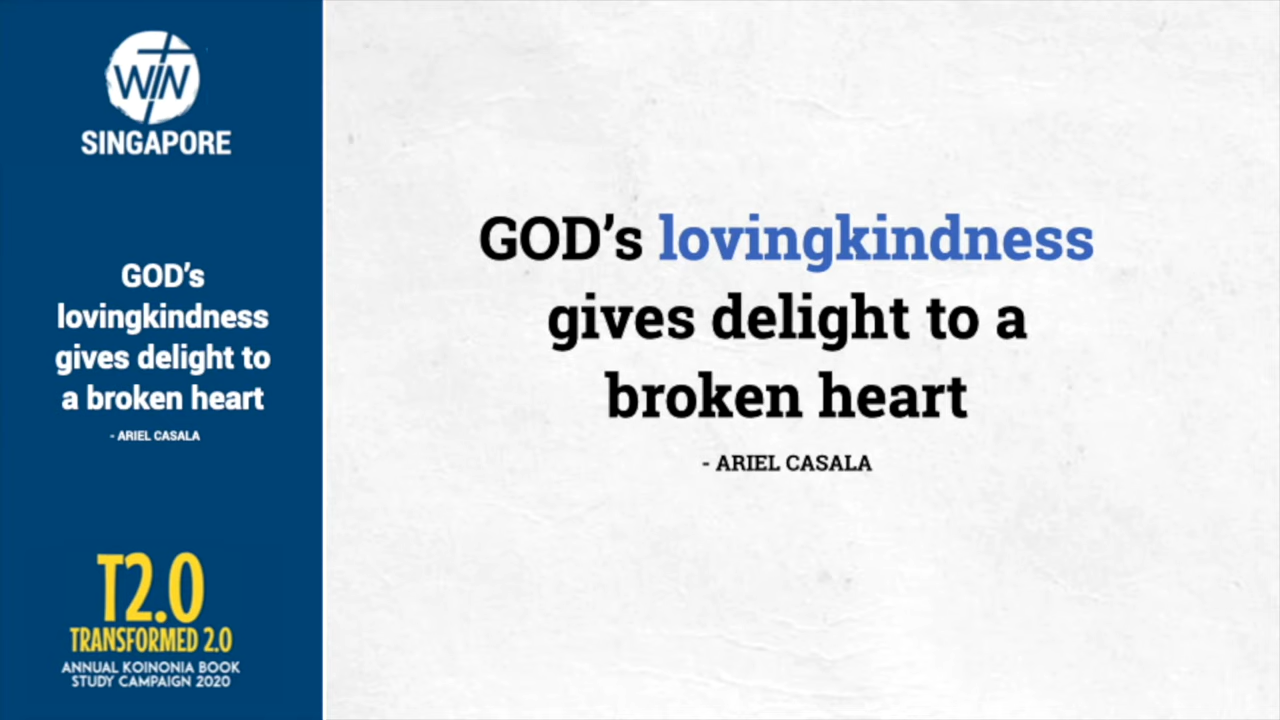 WIN
SINGAPORE
GOD’s
lovingkindness
gives delight to
a broken heart
- ARIEL CASALA
T2.0
TRANSFORMED 2.0
ANNUAL KOINONIA BOOK
STUDY CAMPAIGN 2020
GOD’s lovingkindness
gives delight to a
broken heart
- ARIEL CASALA